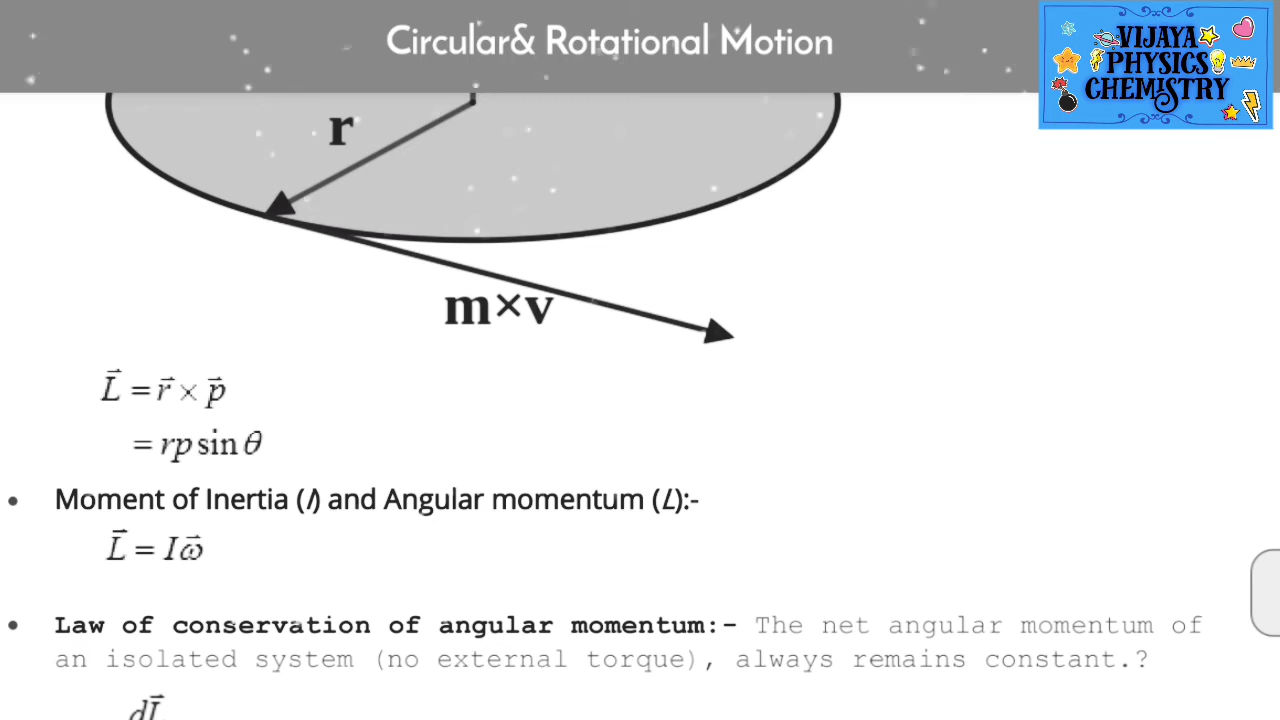 Circular& Rotational Motion
VIJAYA
PHYSICS
CHEMISTRY
r
m×v
L⃗ = r⃗ × p⃗
= rp sin θ
• Moment of Inertia (I) and Angular momentum (L):-
L⃗ = Iω⃗
• Law of conservation of angular momentum:- The net angular momentum of
an isolated system (no external torque), always remains constant.?
dL⃗